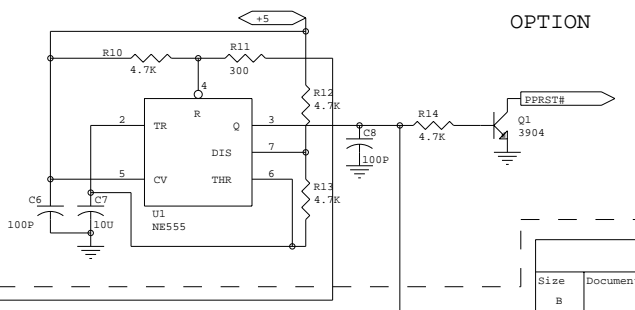 OPTION
+5
R10
4.7K
R11
300
4
R
R12
4.7K
2
TR
Q
3
DIS
7
5
CV
THR
6
U1
NE555
C6
100P
C7
10U
R13
4.7K
C8
100P
R14
4.7K
PPRST#
Q1
3904
Size
B
Document